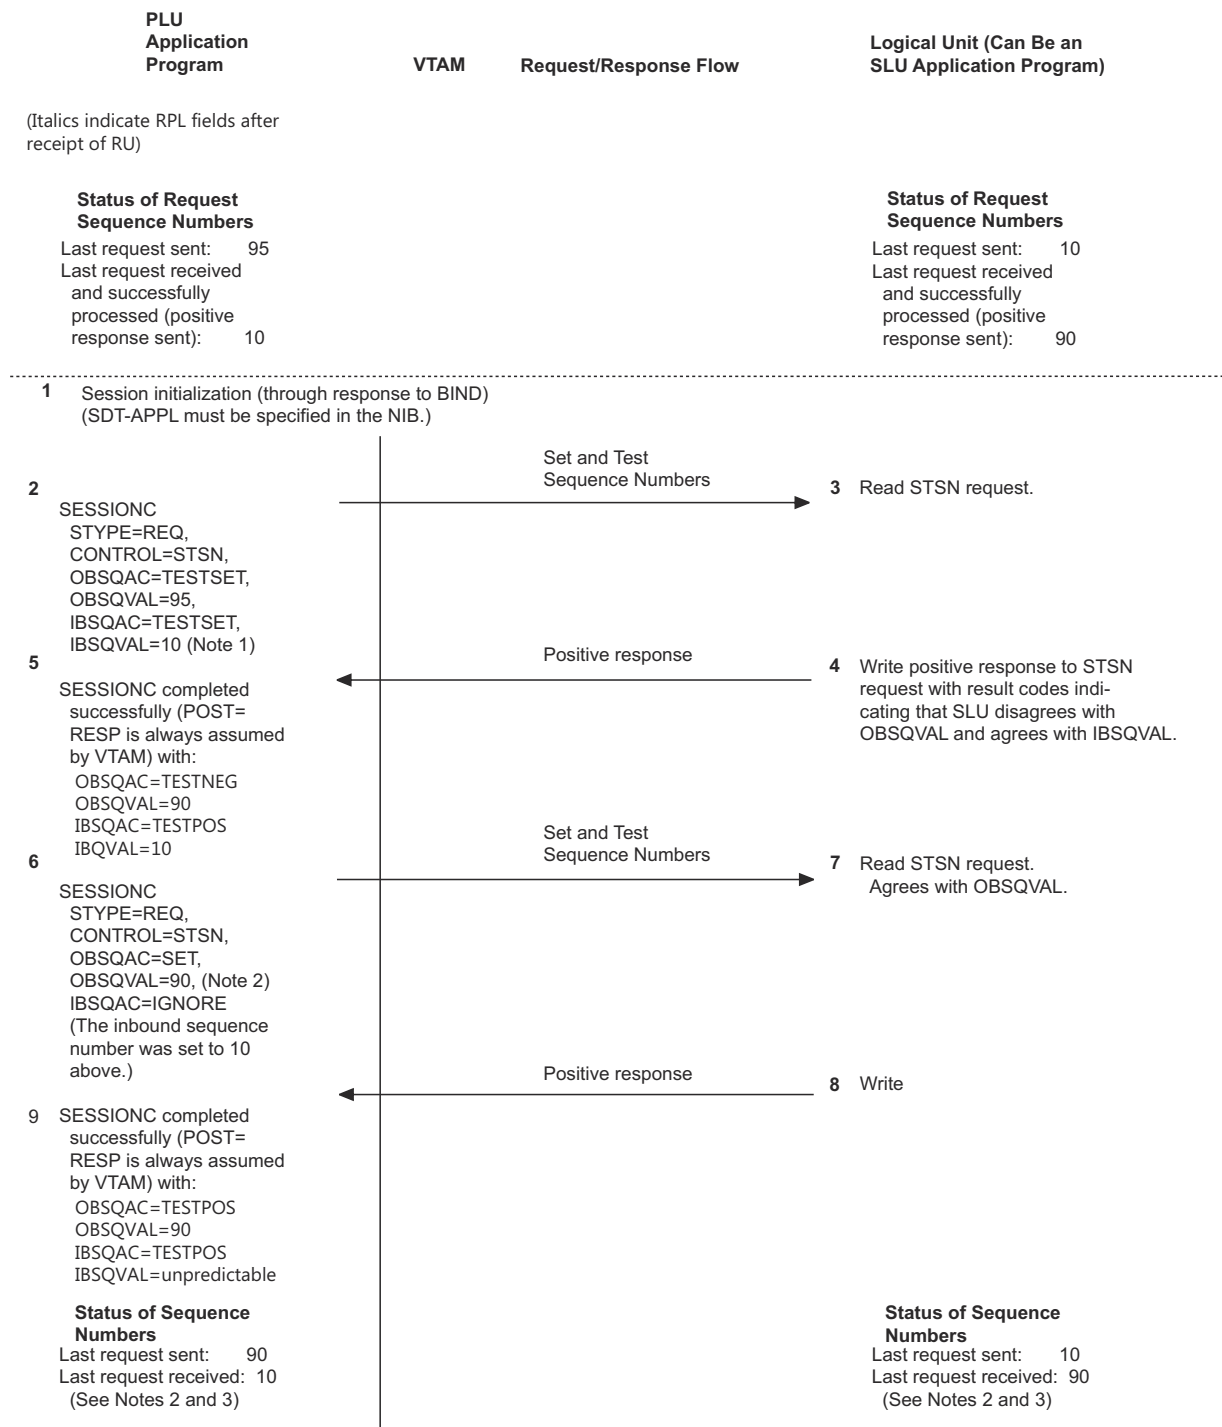 PLU
Application
Program
VTAM
Request/Response Flow
Logical Unit (Can Be an
SLU Application Program)
(Italics indicate RPL fields after
receipt of RU)
Status of Request
Sequence Numbers
Last request sent: 95
Last request received
and successfully
processed (positive
response sent): 10
Status of Request
Sequence Numbers
Last request sent: 10
Last request received
and successfully
processed (positive
response sent): 90
1 Session initialization (through response to BIND)
(SDT-APPL must be specified in the NIB.)
Set and Test
Sequence Numbers
2
SESSIONC
STYPE=REQ,
CONTROL=STSN,
OBSQAC=TESTSET,
OBSQVAL=95,
IBSQAC=TESTSET,
IBSQVAL=10 (Note 1)
3 Read STSN request.
Positive response
4 Write positive response to STSN
request with result codes indi-
cating that SLU disagrees with
OBSQVAL and agrees with IBSQVAL.
5
SESSIONC completed
successfully (POST=
RESP is always assumed
by VTAM) with:
OBSQAC=TESTNEG
OBSQVAL=90
IBSQAC=TESTPOS
IBQVAL=10
Set and Test
Sequence Numbers
6
SESSIONC
STYPE=REQ,
CONTROL=STSN,
OBSQAC=SET,
OBSQVAL=90, (Note 2)
IBSQAC=IGNORE
(The inbound sequence
number was set to 10
above.)
7 Read STSN request.
Agrees with OBSQVAL.
Positive response
8 Write
9 SESSIONC completed
successfully (POST=
RESP is always assumed
by VTAM) with:
OBSQAC=TESTPOS
OBSQVAL=90
IBSQAC=TESTPOS
IBSQVAL=unpredictable
Status of Sequence
Numbers
Last request sent: 90
Last request received: 10
(See Notes 2 and 3)
Status of Sequence
Numbers
Last request sent: 10
Last request received: 90
(See Notes 2 and 3)